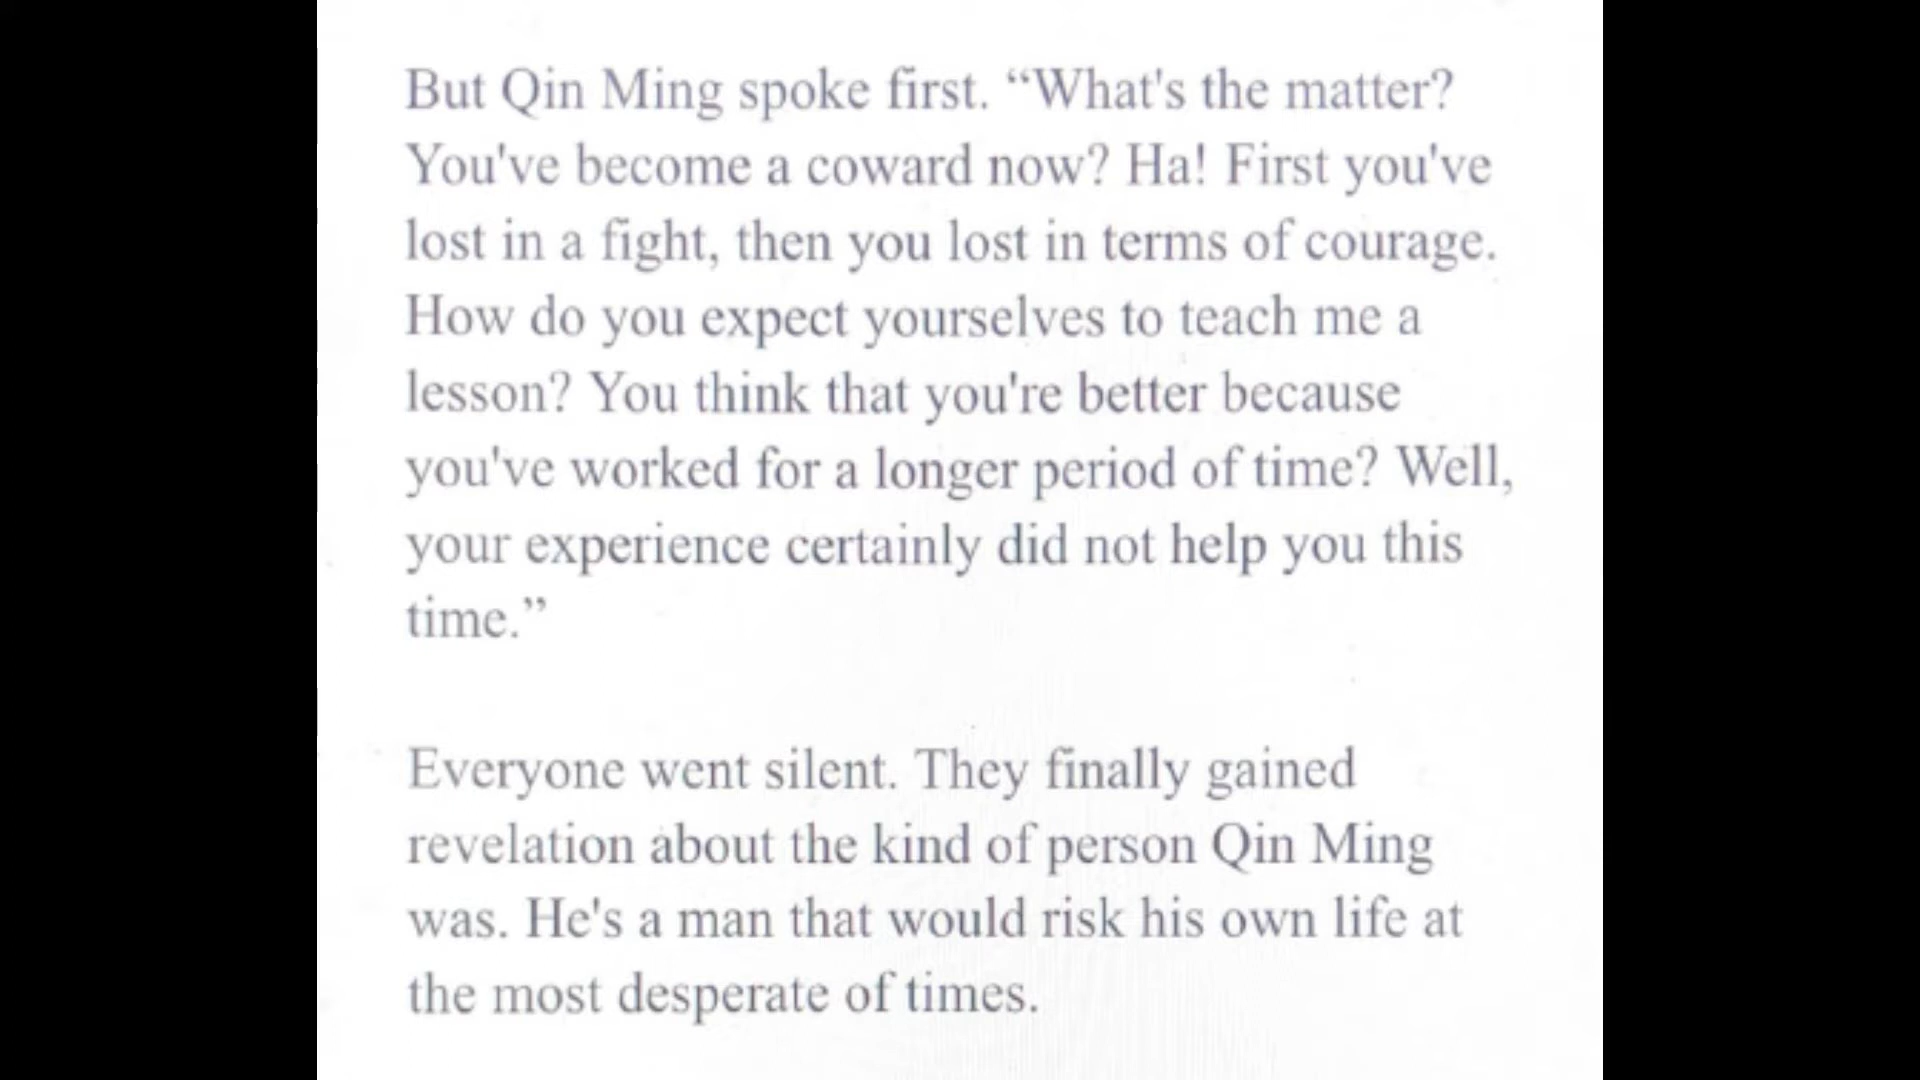 But Qin Ming spoke first. “What's the matter?
You've become a coward now? Ha! First you've
lost in a fight, then you lost in terms of courage.
How do you expect yourselves to teach me a
lesson? You think that you're better because
you've worked for a longer period of time? Well,
your experience certainly did not help you this
time.”
Everyone went silent. They finally gained
revelation about the kind of person Qin Ming
was. He's a man that would risk his own life at
the most desperate of times.